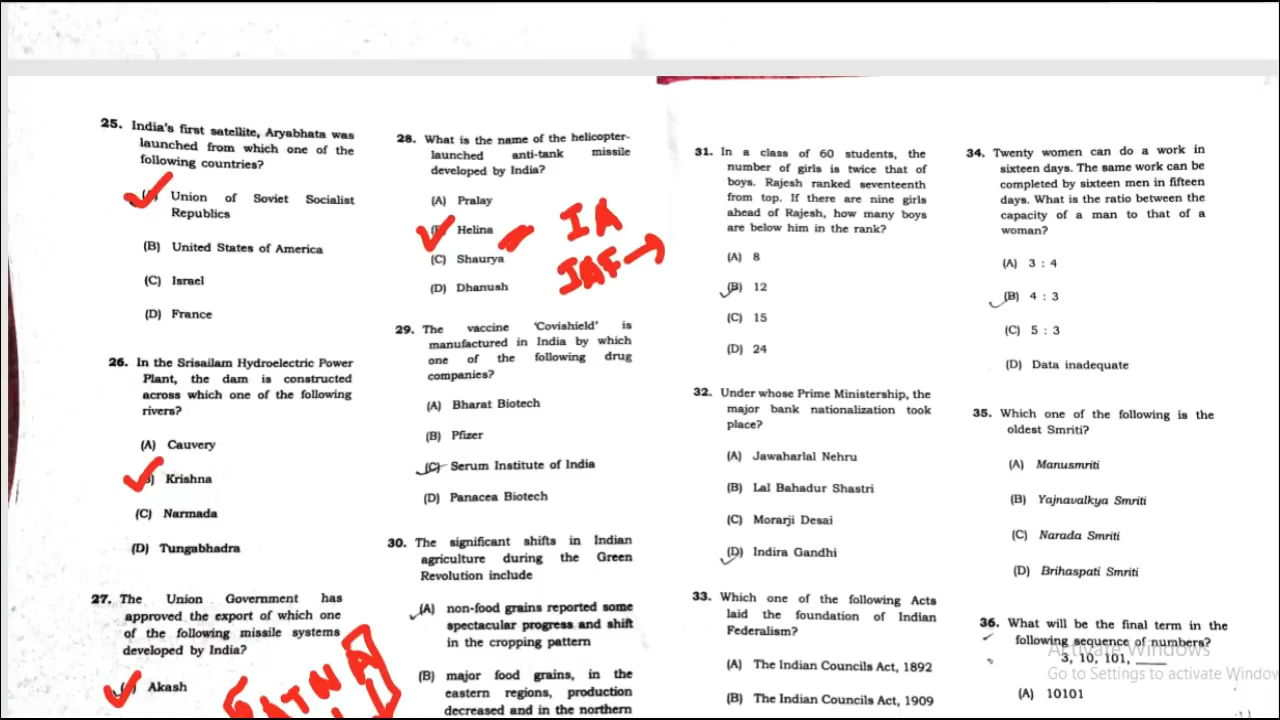 25. India's first satellite, Aryabhata was
launched from which one of the
following countries?
Union of Soviet Socialist
Republics
(B) United States of America
(C) Israel
(D) France
26. In the Srisailam Hydroelectric Power
Plant, the dam is constructed
across which one of the following
rivers?
(A) Cauvery
Krishna
(C) Narmada
(D) Tungabhadra
27. The Union Government has
approved the export of which one
of the following missile systems
developed by India?
Akash
28. What is the name of the helicopter-
launched anti-tank missile
developed by India?
(A) Pralay
Helina
(C) Shaurya
(D) Dhanush
IA
IAF
29. The vaccine 'Covishield' is
manufactured in India by which
one of the following drug
companies?
(A) Bharat Biotech
(B) Pfizer
(C) Serum Institute of India
(D) Panacea Biotech
30. The significant shifts in Indian
agriculture during the Green
Revolution include
(A) non-food grains reported some
spectacular progress and shift
in the cropping pattern
(B) major food grains, in the
eastern regions, production
decreased and in the northern
31. In a class of 60 students, the
number of girls is twice that of
boys. Rajesh ranked seventeenth
from top. If there are nine girls
ahead of Rajesh, how many boys
are below him in the rank?
(A) 8
(B) 12
(C) 15
(D) 24
32. Under whose Prime Ministership, the
major bank nationalization took
place?
(A) Jawaharlal Nehru
(B) Lal Bahadur Shastri
(C) Morarji Desai
(D) Indira Gandhi
33. Which one of the following Acts
laid the foundation of Indian
Federalism?
(A) The Indian Councils Act, 1892
(B) The Indian Councils Act, 1909
34. Twenty women can do a work in
sixteen days. The same work can be
completed by sixteen men in fifteen
days. What is the ratio between the
capacity of a man to that of a
woman?
(A) 3 : 4
(B) 4 : 3
(C) 5 : 3
(D) Data inadequate
35. Which one of the following is the
oldest Smriti?
(A) Manusmriti
(B) Yajnavalkya Smriti
(C) Narada Smriti
(D) Brihaspati Smriti
36. What will be the final term in the
following sequence of numbers?
3, 10, 101, ____
(A) 10101
Activate Windows
Go to Settings to activate Window